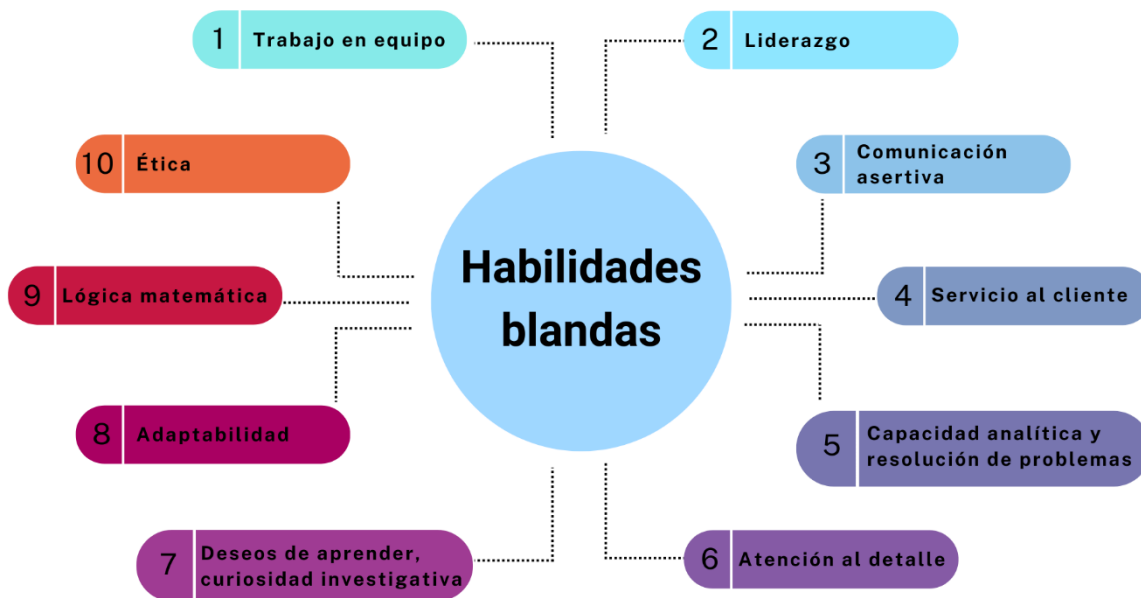 Habilidades
blandas
1 Trabajo en equipo
2 Liderazgo
3 Comunicación
asertiva
4 Servicio al cliente
5 Capacidad analítica y
resolución de problemas
6 Atención al detalle
7 Deseos de aprender,
curiosidad investigativa
8 Adaptabilidad
9 Lógica matemática
10 Ética